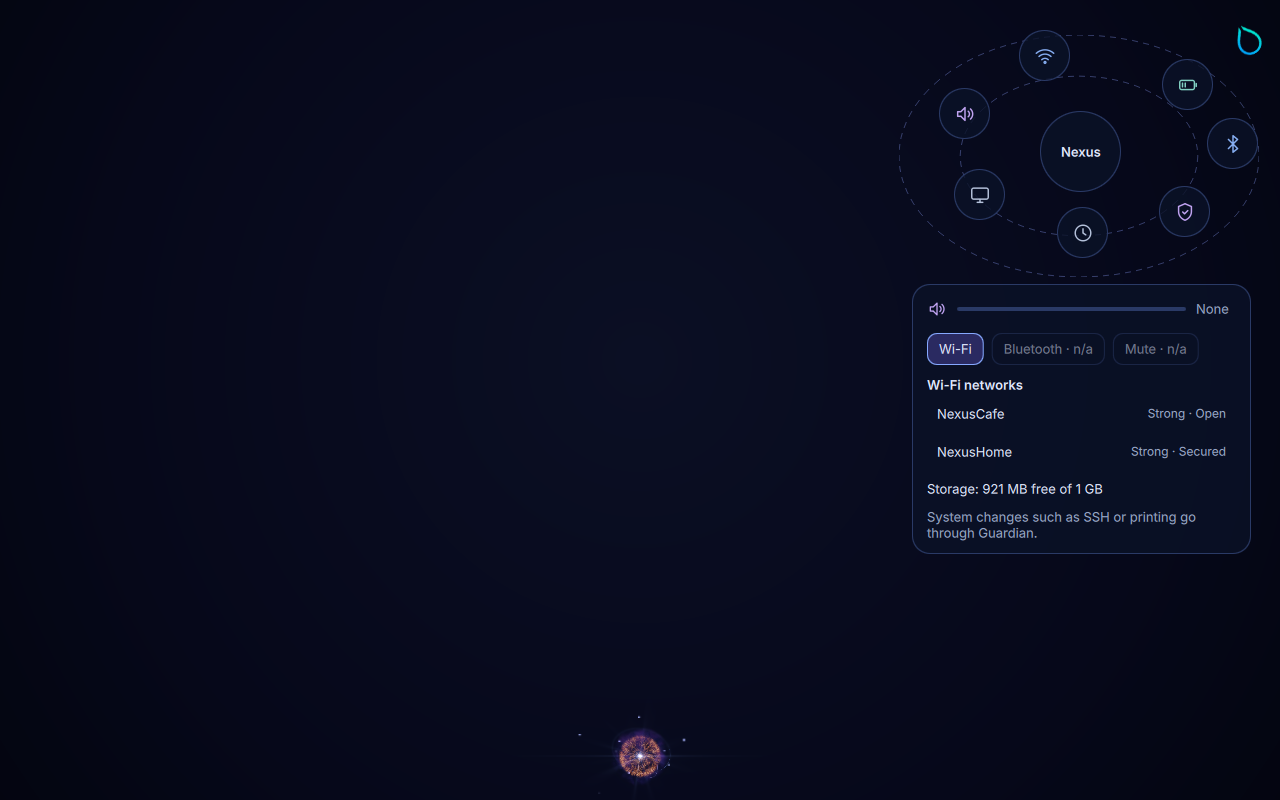 Nexus
None
Wi-Fi
Bluetooth · n/a
Mute · n/a
Wi-Fi networks
NexusCafe
Strong · Open
NexusHome
Strong · Secured
Storage: 921 MB free of 1 GB
System changes such as SSH or printing go
through Guardian.